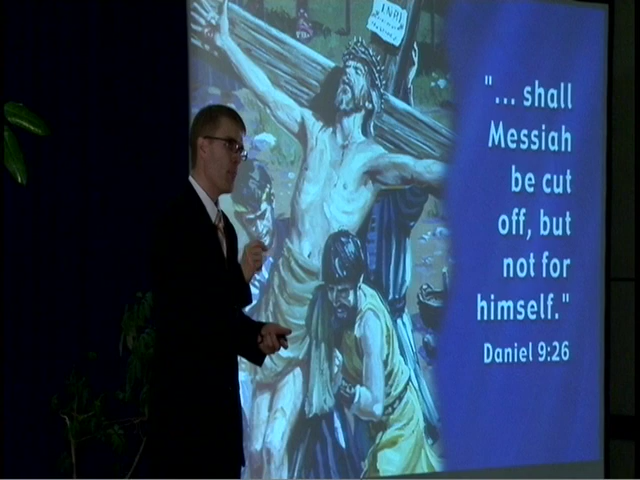 "... shall
Messiah
be cut
off, but
not for
himself."
Daniel 9:26